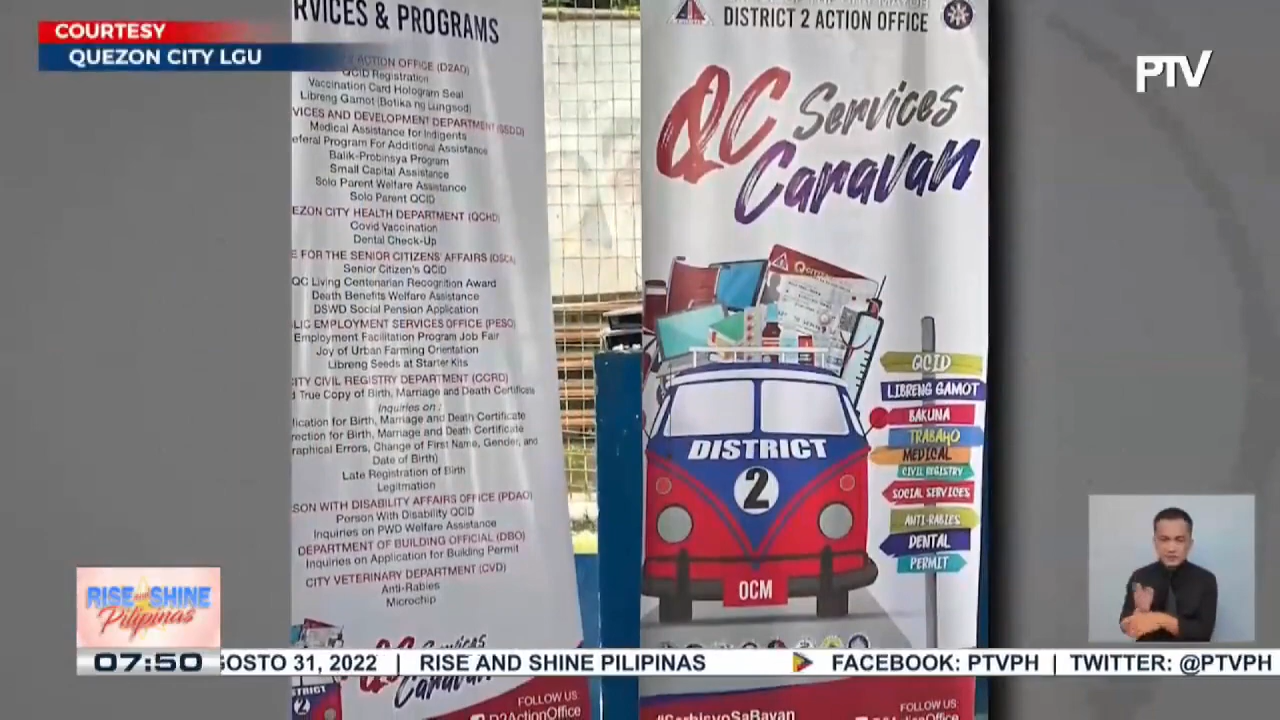 COURTESY
QUEZON CITY LGU
PTV
RVICES & PROGRAMS
ACTION OFFICE (D2AO)
QCID Registration
Vaccination Card Hologram Seal
Libreng Gamot (Botika ng Lungsod)
VICES AND DEVELOPMENT DEPARTMENT (SSDD)
Medical Assistance for Indigents
eferal Program For Additional Assistance
Balik-Probinsya Program
Small Capital Assistance
Solo Parent Welfare Assistance
Solo Parent QCID
EZON CITY HEALTH DEPARTMENT (QCHD)
Covid Vaccination
Dental Check-Up
E FOR THE SENIOR CITIZENS' AFFAIRS (OSCA)
Senior Citizen's QCID
QC Living Centenarian Recognition Award
Death Benefits Welfare Assistance
DSWD Social Pension Application
LIC EMPLOYMENT SERVICES OFFICE (PESO)
Employment Facilitation Program Job Fair
Joy of Urban Farming Orientation
Libreng Seeds at Starter Kits
CITY CIVIL REGISTRY DEPARTMENT (CCRD)
d True Copy of Birth, Marriage and Death Certificate
Inquiries on :
lication for Birth, Marriage and Death Certificate
rection for Birth, Marriage and Death Certificate
raphical Errors, Change of First Name, Gender, and
Date of Birth)
Late Registration of Birth
Legitmation
SON WITH DISABILITY AFFAIRS OFFICE (PDAO)
Person With Disability QCID
Inquiries on PWD Welfare Assistance
DEPARTMENT OF BUILDING OFFICIAL (DBO)
Inquiries on Application for Building Permit
CITY VETERINARY DEPARTMENT (CVD)
Anti-Rabies
Microchip
QC Services
Caravan
DISTRICT
2
FOLLOW US:
D2ActionOffice
DISTRICT 2 ACTION OFFICE
QC Services
Caravan
DISTRICT
2
OCM
QCID
LIBRENG GAMOT
BAKUNA
TRABAHO
MEDICAL
CIVIL REGISTRY
SOCIAL SERVICES
ANTI-RABIES
DENTAL
PERMIT
#SerbisyoSaBayan
FOLLOW US:
D2ActionOffice
RISE AND SHINE
Pilipinas
07:50 GOSTO 31, 2022 | RISE AND SHINE PILIPINAS FACEBOOK: PTVPH | TWITTER: @PTVPH